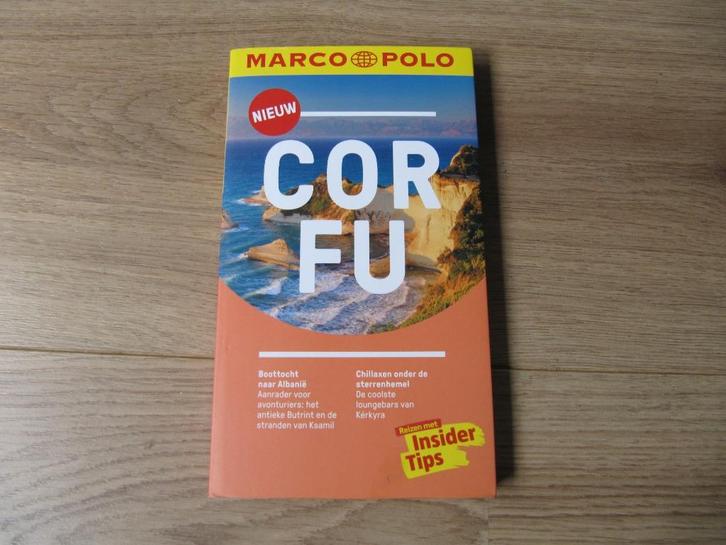 MARCO POLO
NIEUW
COR
FU
Boottocht
naar Albanië
Aanrader voor
avonturiers: het
antieke Butrint en de
stranden van Ksamil
Chillaxen onder de
sterrenhemel
De coolste
loungebars van
Kérkyra
Reizen met
Insider
Tips